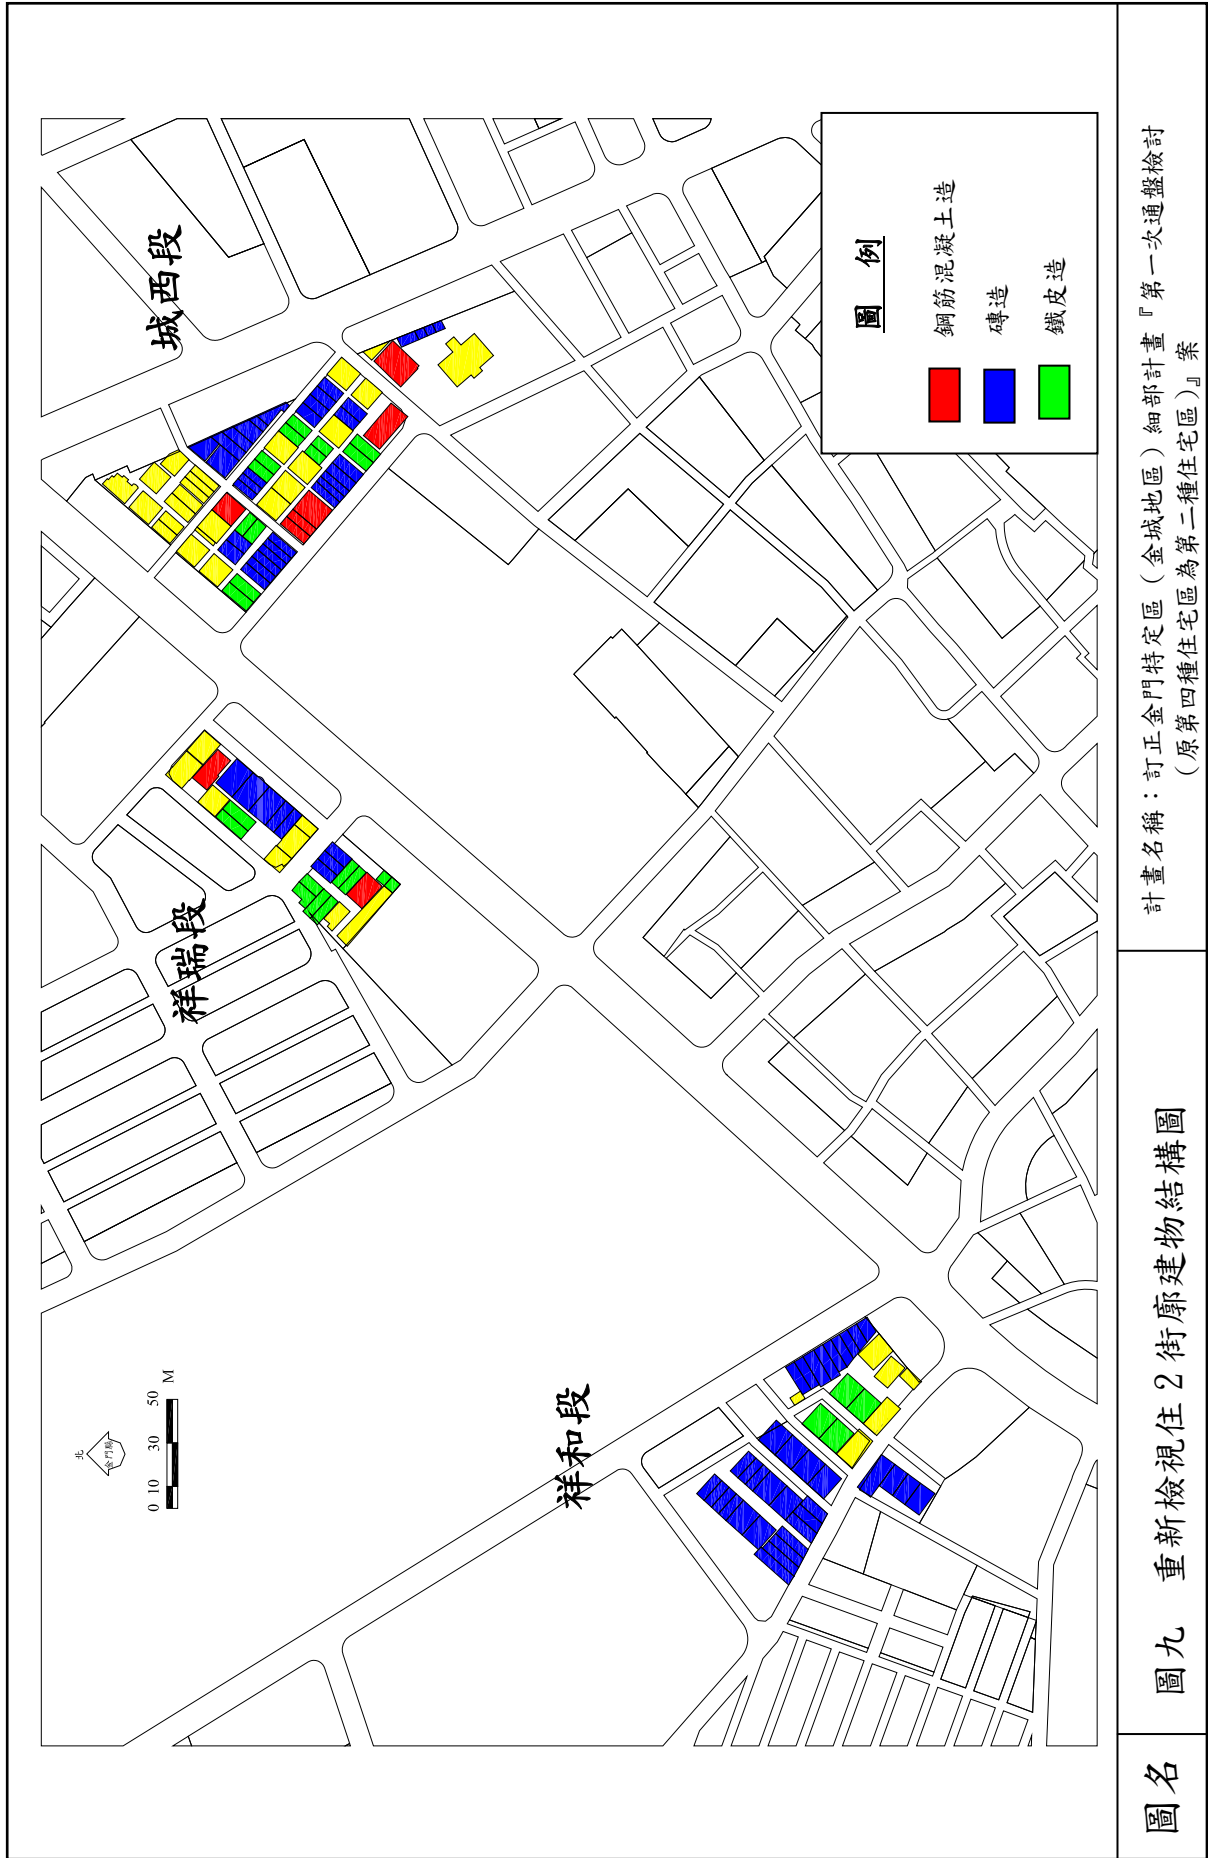 北
金門縣
0 10 30 50 M
城西段
祥瑞段
祥和段
圖 例
鋼筋混凝土造
磚造
鐵皮造
圖名
圖九 重新檢視住2街廓建物結構圖
計畫名稱：訂正金門特定區（金城地區）細部計畫『第一次通盤檢討
（原第四種住宅區為第二種住宅區）』案